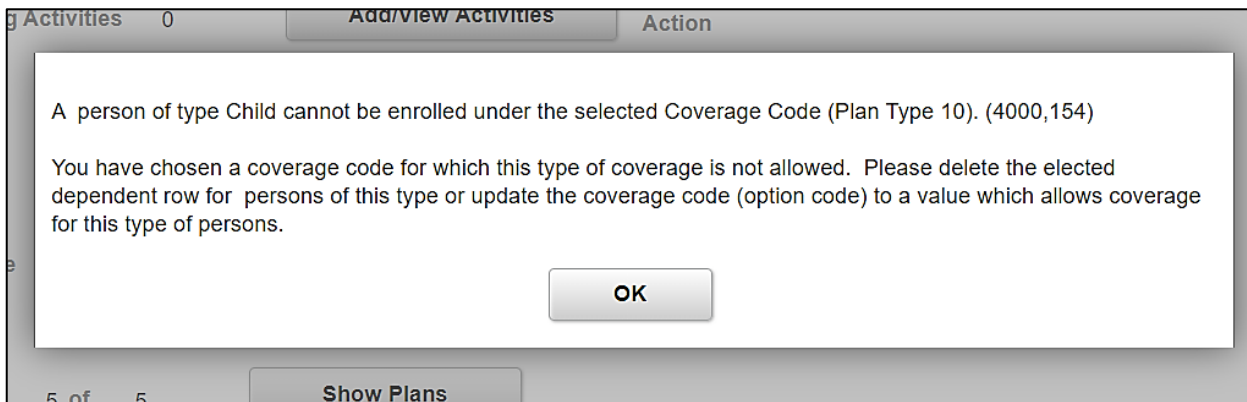 g Activities 0 Add/View Activities Action
A person of type Child cannot be enrolled under the selected Coverage Code (Plan Type 10). (4000,154)
You have chosen a coverage code for which this type of coverage is not allowed. Please delete the elected
dependent row for persons of this type or update the coverage code (option code) to a value which allows coverage
for this type of persons.
e
OK
5 of 5 Show Plans